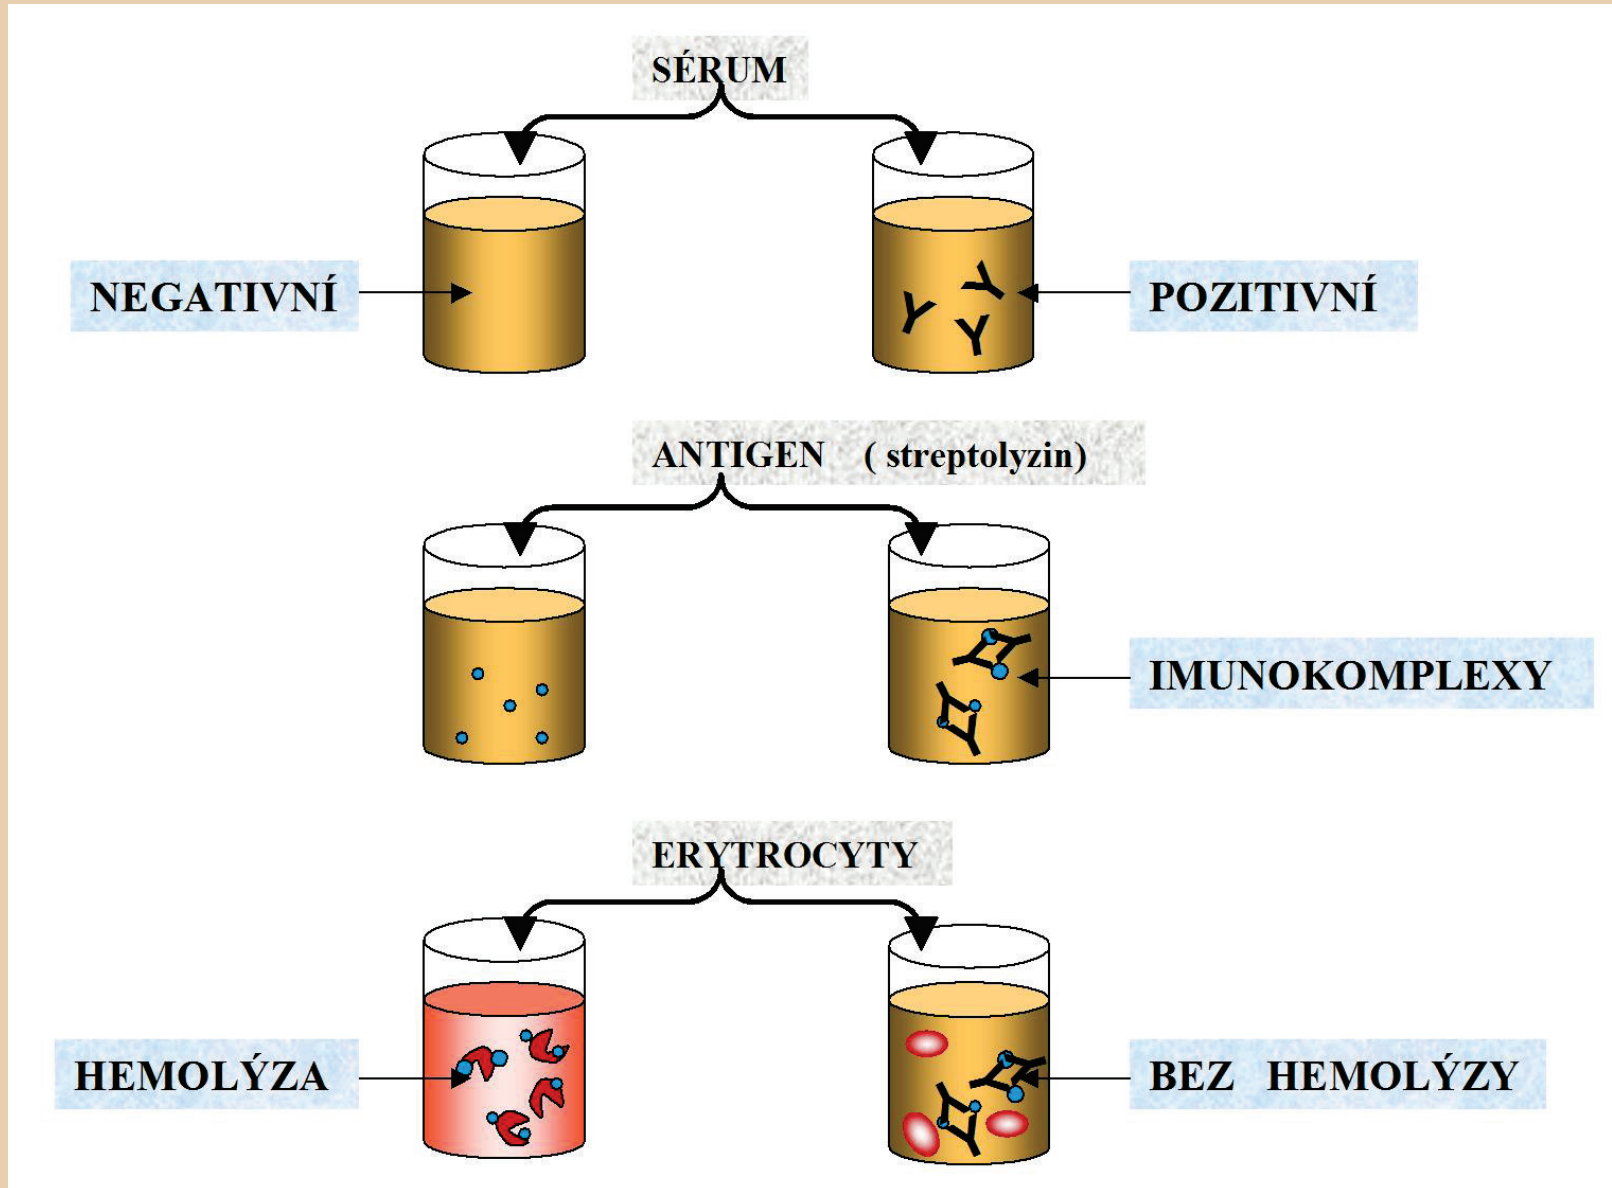 SÉRUM
NEGATIVNÍ
POZITIVNÍ
ANTIGEN ( streptolyzin)
IMUNOKOMPLEXY
ERYTROCYTY
HEMOLÝZA
BEZ HEMOLÝZY